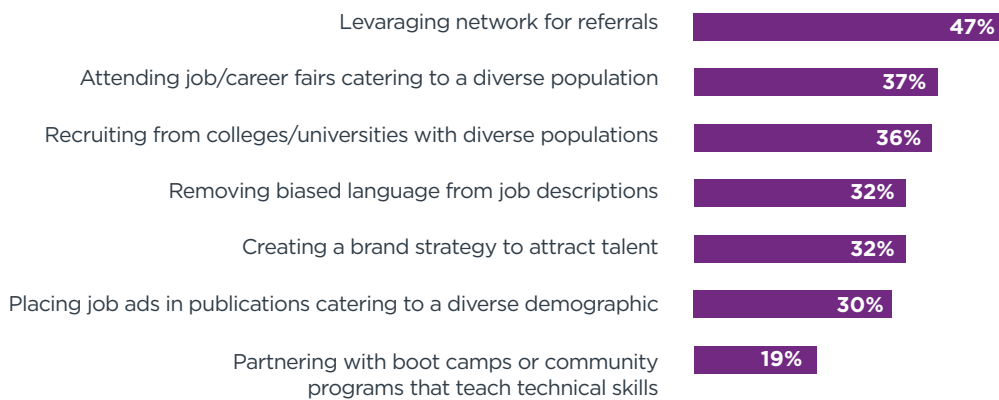 Levaraging network for referrals 47%
Attending job/career fairs catering to a diverse population 37%
Recruiting from colleges/universities with diverse populations 36%
Removing biased language from job descriptions 32%
Creating a brand strategy to attract talent 32%
Placing job ads in publications catering to a diverse demographic 30%
Partnering with boot camps or community 19%
programs that teach technical skills